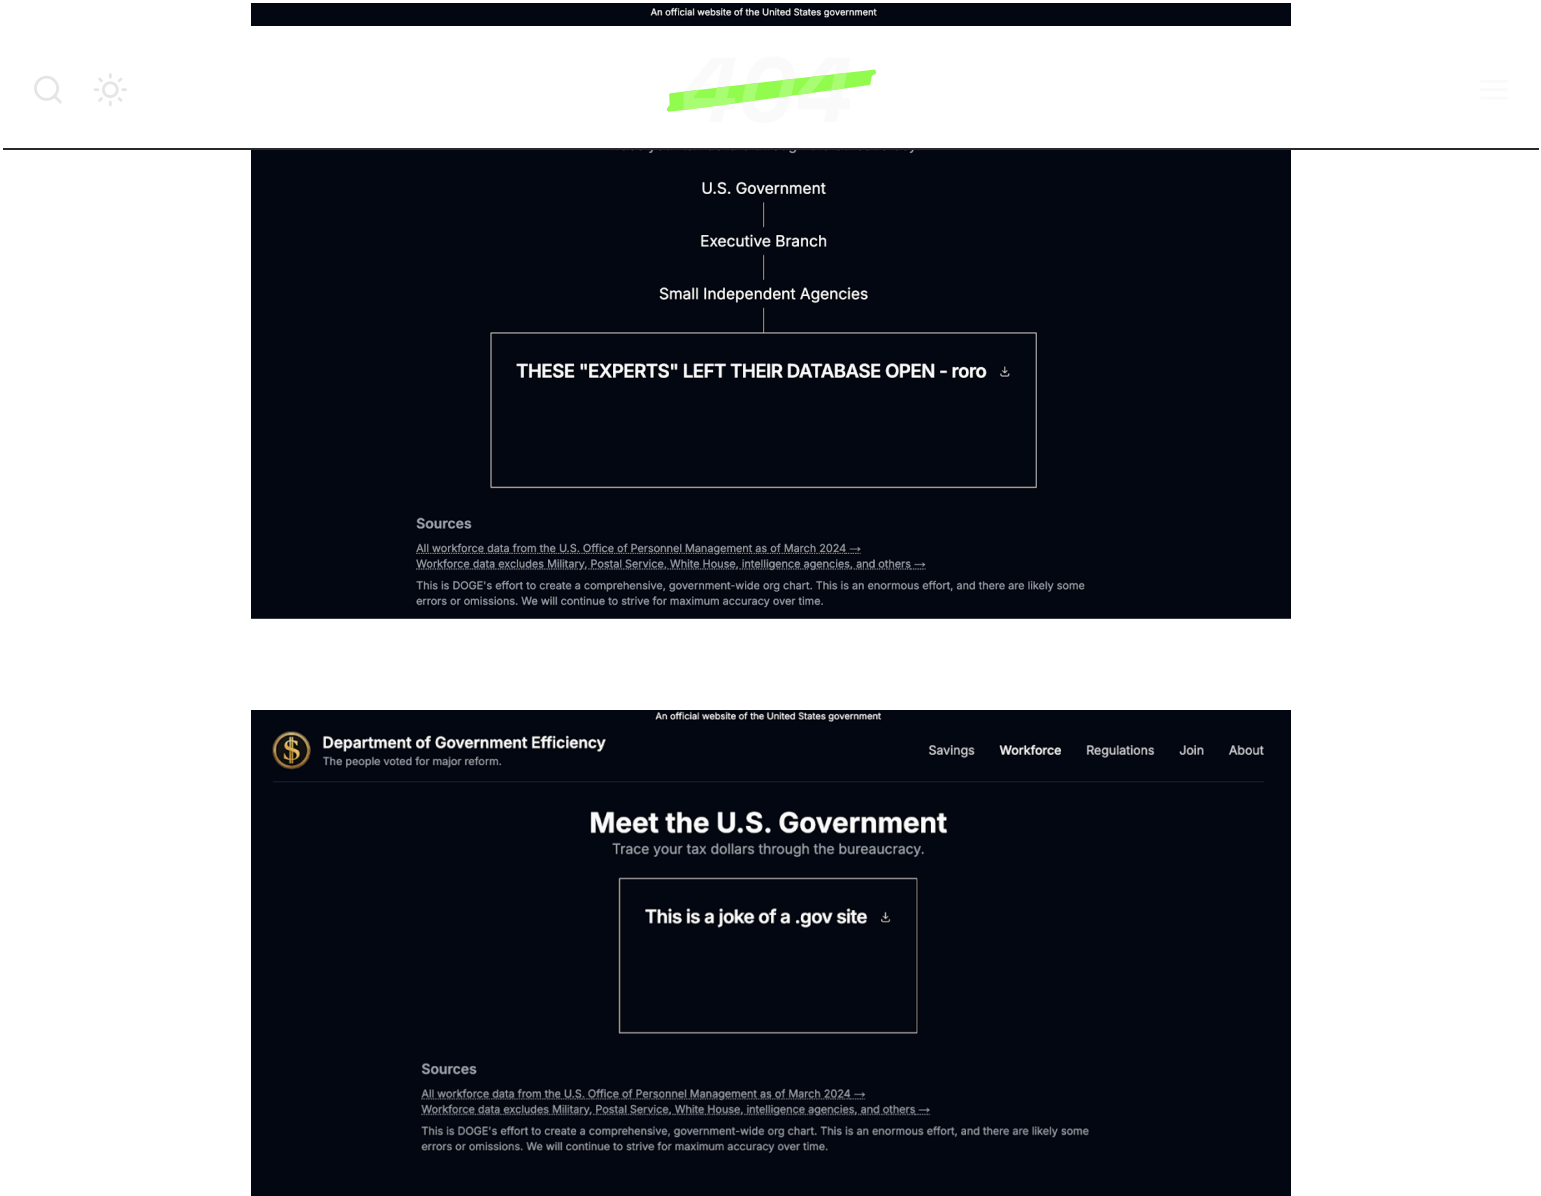 An official website of the United States government
404
U.S. Government
Executive Branch
Small Independent Agencies
THESE "EXPERTS" LEFT THEIR DATABASE OPEN - roro
Sources
All workforce data from the U.S. Office of Personnel Management as of March 2024 →
Workforce data excludes Military, Postal Service, White House, intelligence agencies, and others →
This is DOGE's effort to create a comprehensive, government-wide org chart. This is an enormous effort, and there are likely some
errors or omissions. We will continue to strive for maximum accuracy over time.
An official website of the United States government
Department of Government Efficiency
The people voted for major reform.
Savings Workforce Regulations Join About
Meet the U.S. Government
Trace your tax dollars through the bureaucracy.
This is a joke of a .gov site
Sources
All workforce data from the U.S. Office of Personnel Management as of March 2024 →
Workforce data excludes Military, Postal Service, White House, intelligence agencies, and others →
This is DOGE's effort to create a comprehensive, government-wide org chart. This is an enormous effort, and there are likely some
errors or omissions. We will continue to strive for maximum accuracy over time.